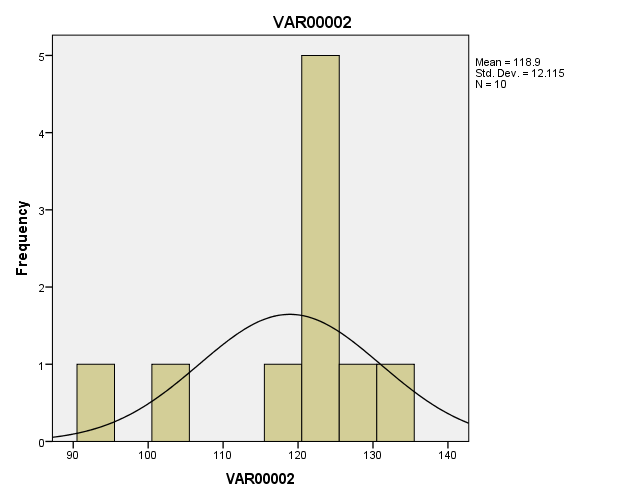 VAR00002
Mean = 118.9
Std. Dev. = 12.115
N = 10
Frequency
5
4
3
2
1
0
90 100 110 120 130 140
VAR00002